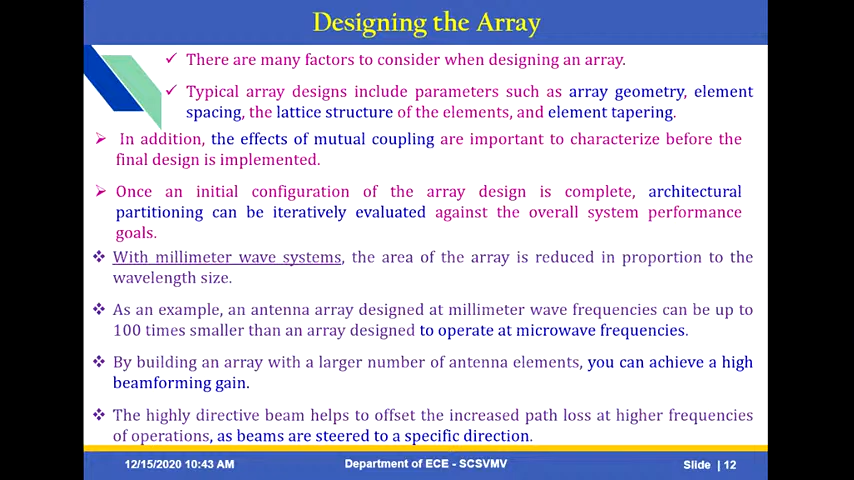 Designing the Array
✓ There are many factors to consider when designing an array.
✓ Typical array designs include parameters such as array geometry, element
spacing, the lattice structure of the elements, and element tapering.
➢ In addition, the effects of mutual coupling are important to characterize before the
final design is implemented.
➢ Once an initial configuration of the array design is complete, architectural
partitioning can be iteratively evaluated against the overall system performance
goals.
❖ With millimeter wave systems, the area of the array is reduced in proportion to the
wavelength size.
❖ As an example, an antenna array designed at millimeter wave frequencies can be up to
100 times smaller than an array designed to operate at microwave frequencies.
❖ By building an array with a larger number of antenna elements, you can achieve a high
beamforming gain.
❖ The highly directive beam helps to offset the increased path loss at higher frequencies
of operations, as beams are steered to a specific direction.
12/15/2020 10:43 AM Department of ECE - SCSVMV Slide | 12